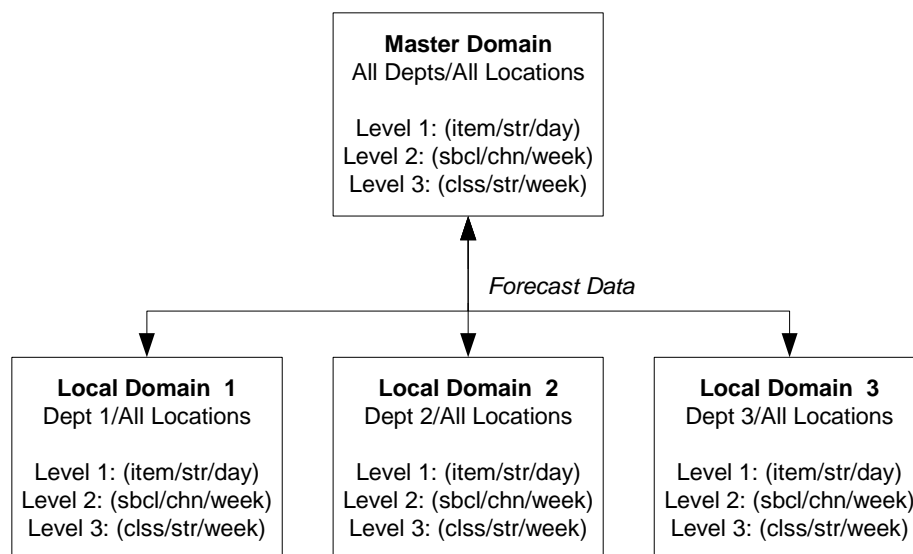 Master Domain
All Depts/All Locations
Level 1: (item/str/day)
Level 2: (sbcl/chn/week)
Level 3: (clss/str/week)
Forecast Data
Local Domain  1
Dept 1/All Locations
Level 1: (item/str/day)
Level 2: (sbcl/chn/week)
Level 3: (clss/str/week)
Local Domain  2
Dept 2/All Locations
Level 1: (item/str/day)
Level 2: (sbcl/chn/week)
Level 3: (clss/str/week)
Local Domain  3
Dept 3/All Locations
Level 1: (item/str/day)
Level 2: (sbcl/chn/week)
Level 3: (clss/str/week)